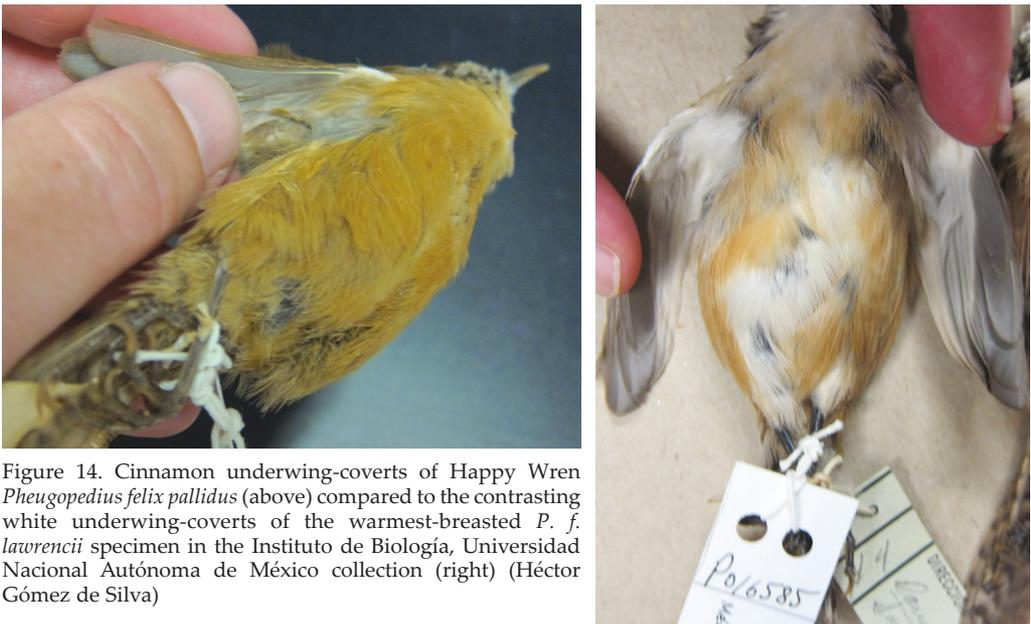 Figure 14. Cinnamon underwing-coverts of Happy Wren
Pheugopedius felix pallidus (above) compared to the contrasting
white underwing-coverts of the warmest-breasted P. f.
lawrencii specimen in the Instituto de Biología, Universidad
Nacional Autónoma de México collection (right) (Héctor
Gómez de Silva)
PO16585
DIRECCIÓ